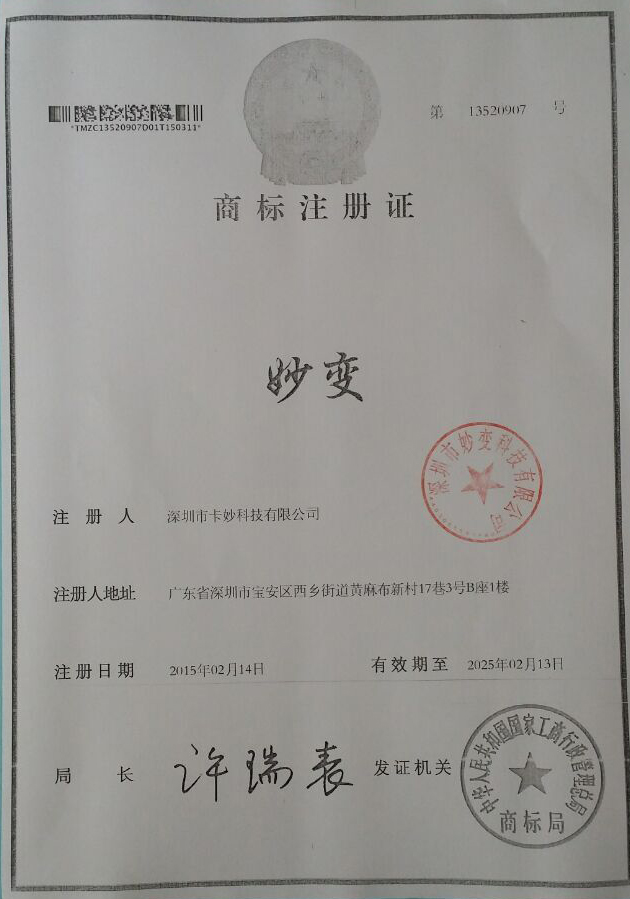 *TMZC13520907D01T150311*
第 13520907 号
商标注册证
妙变
深圳市妙变科技有限公司
注册人 深圳市卡妙科技有限公司
注册人地址 广东省深圳市宝安区西乡街道黄麻布新村17巷3号B座1楼
注册日期 2015年02月14日 有效期至 2025年02月13日
局长 许瑞表 发证机关
中华人民共和国国家工商行政管理总局
商标局